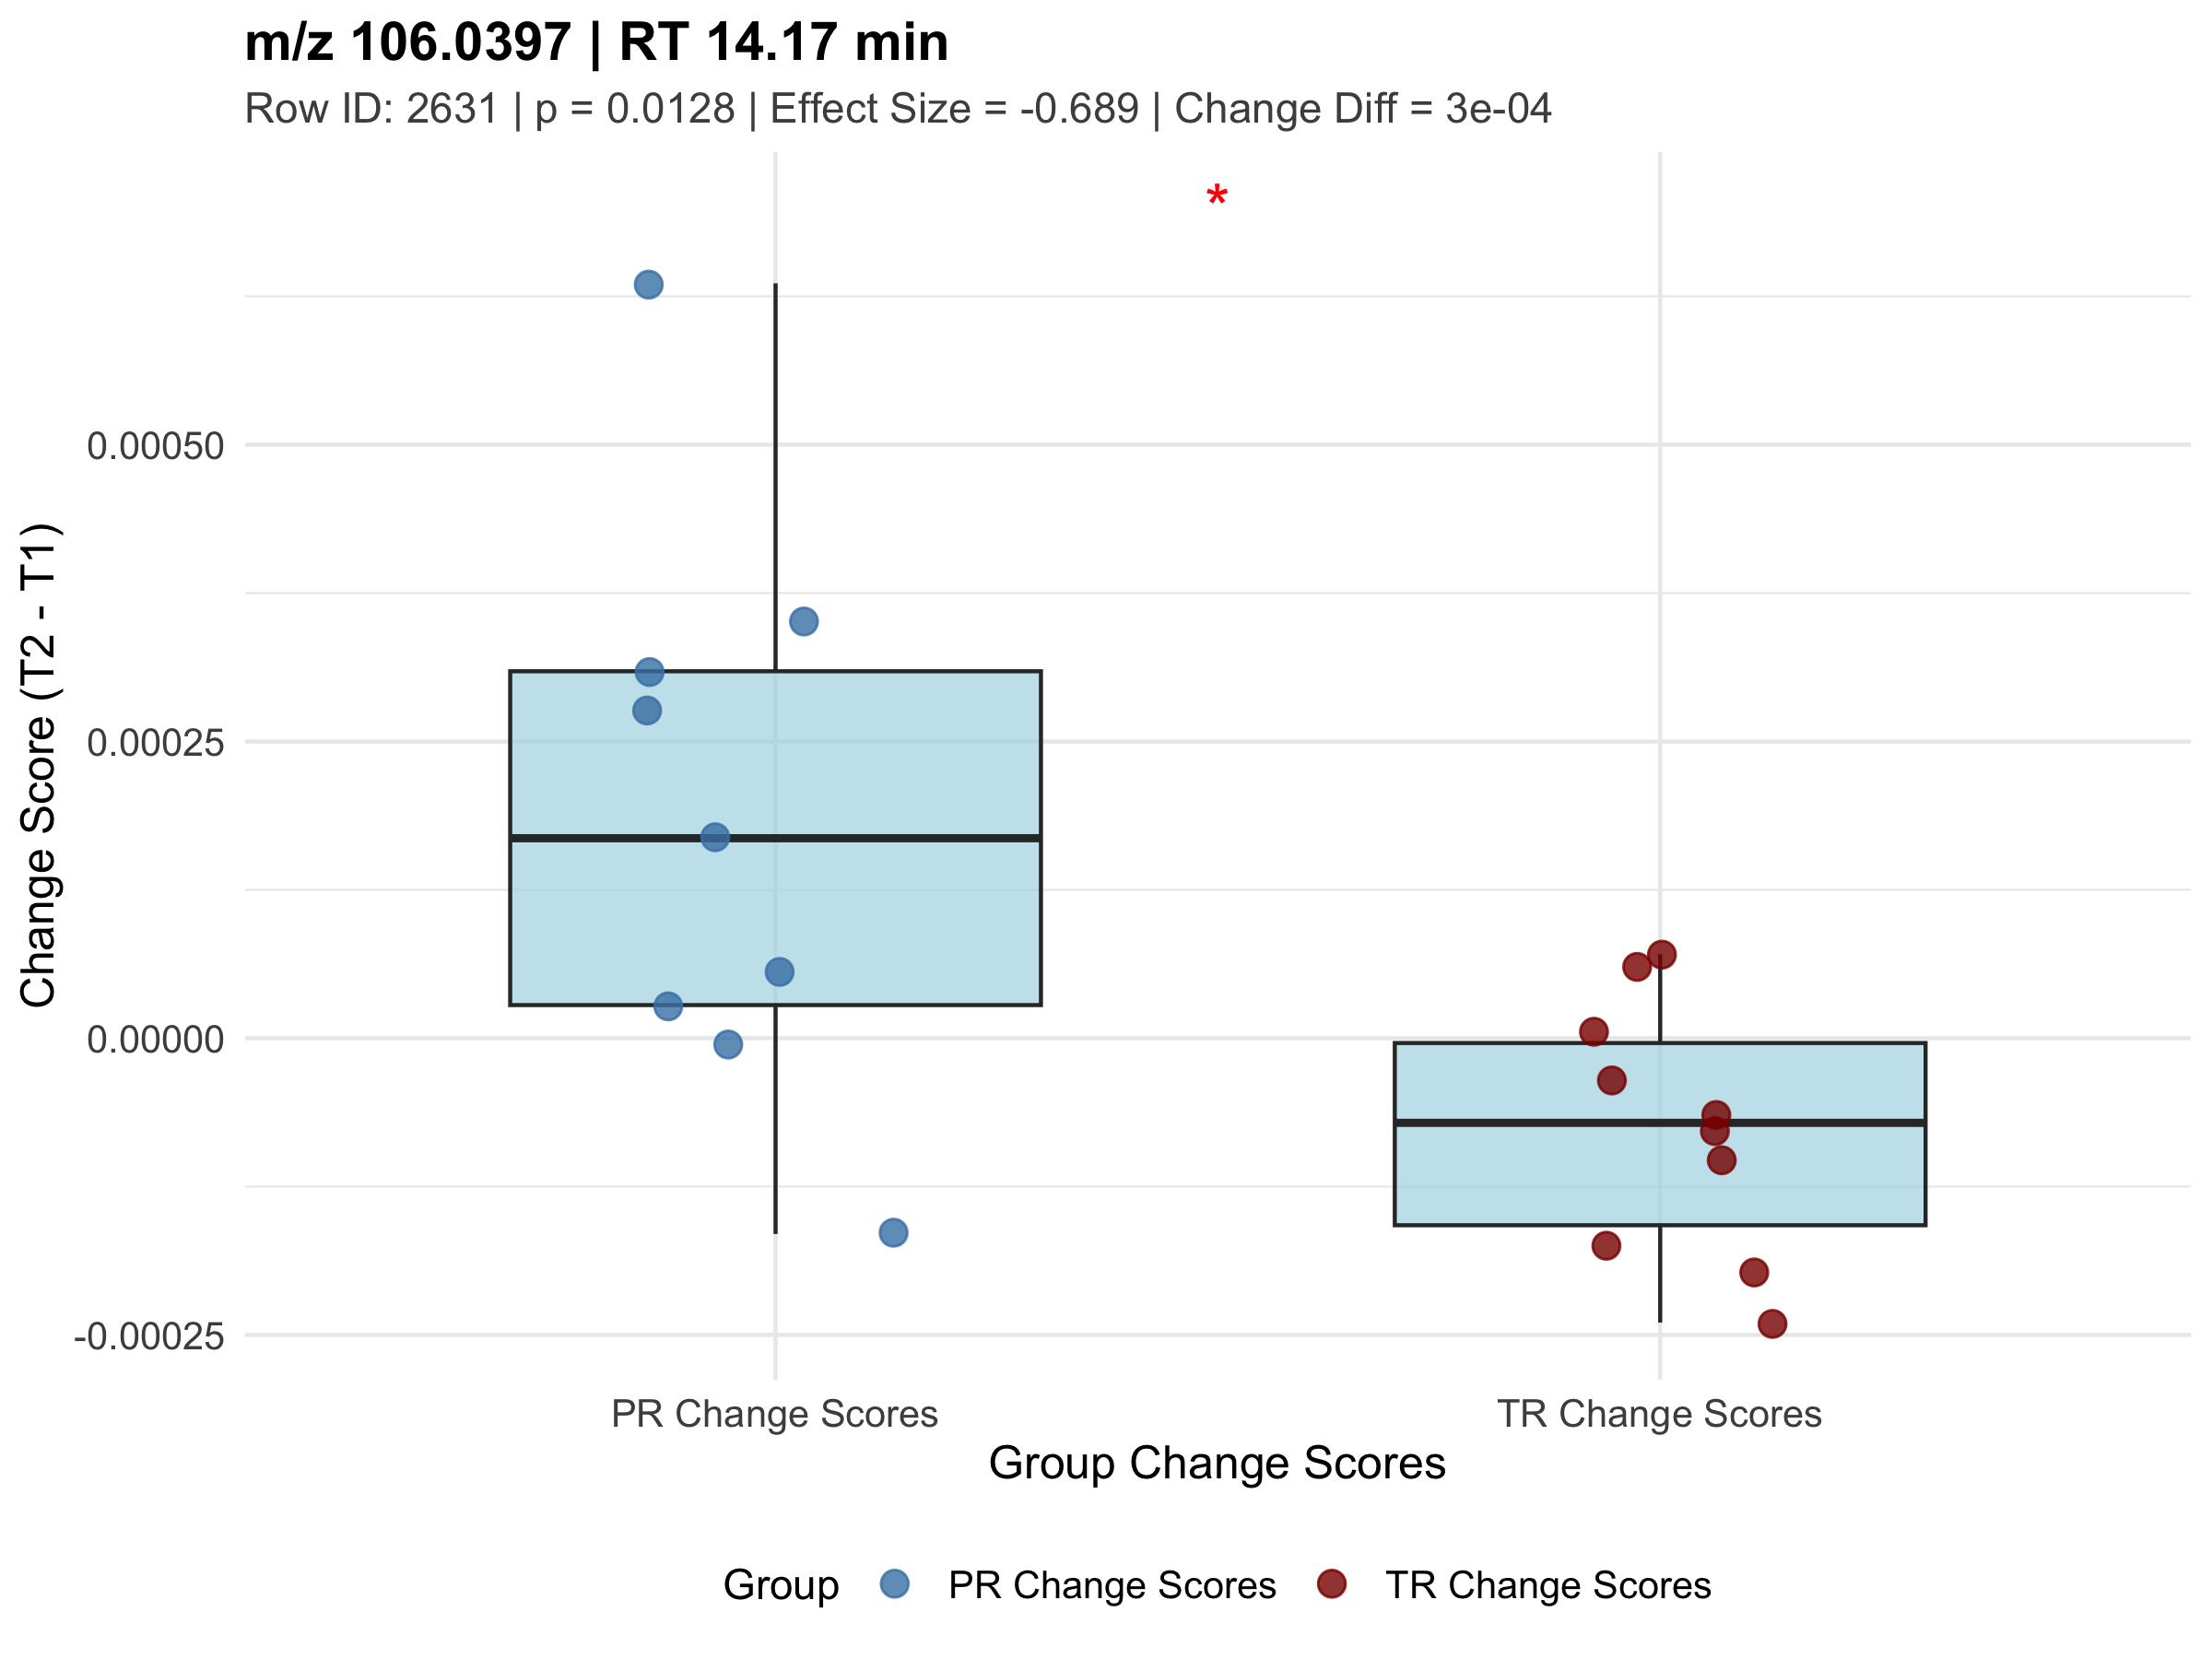 m/z 106.0397 | RT 14.17 min
Row ID: 2631 | p = 0.0128 | Effect Size = -0.689 | Change Diff = 3e-04
*
Change Score (T2 - T1)
0.00050
0.00025
0.00000
-0.00025
PR Change Scores
TR Change Scores
Group Change Scores
Group
PR Change Scores
TR Change Scores